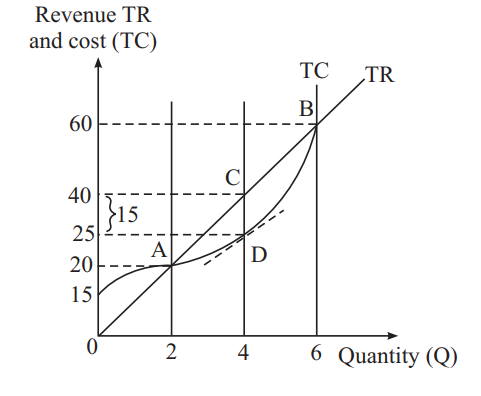 Revenue TR
and cost (TC)
TC
TR
B
60
C
40
15
25
A
D
20
15
0
2
4
6
Quantity (Q)